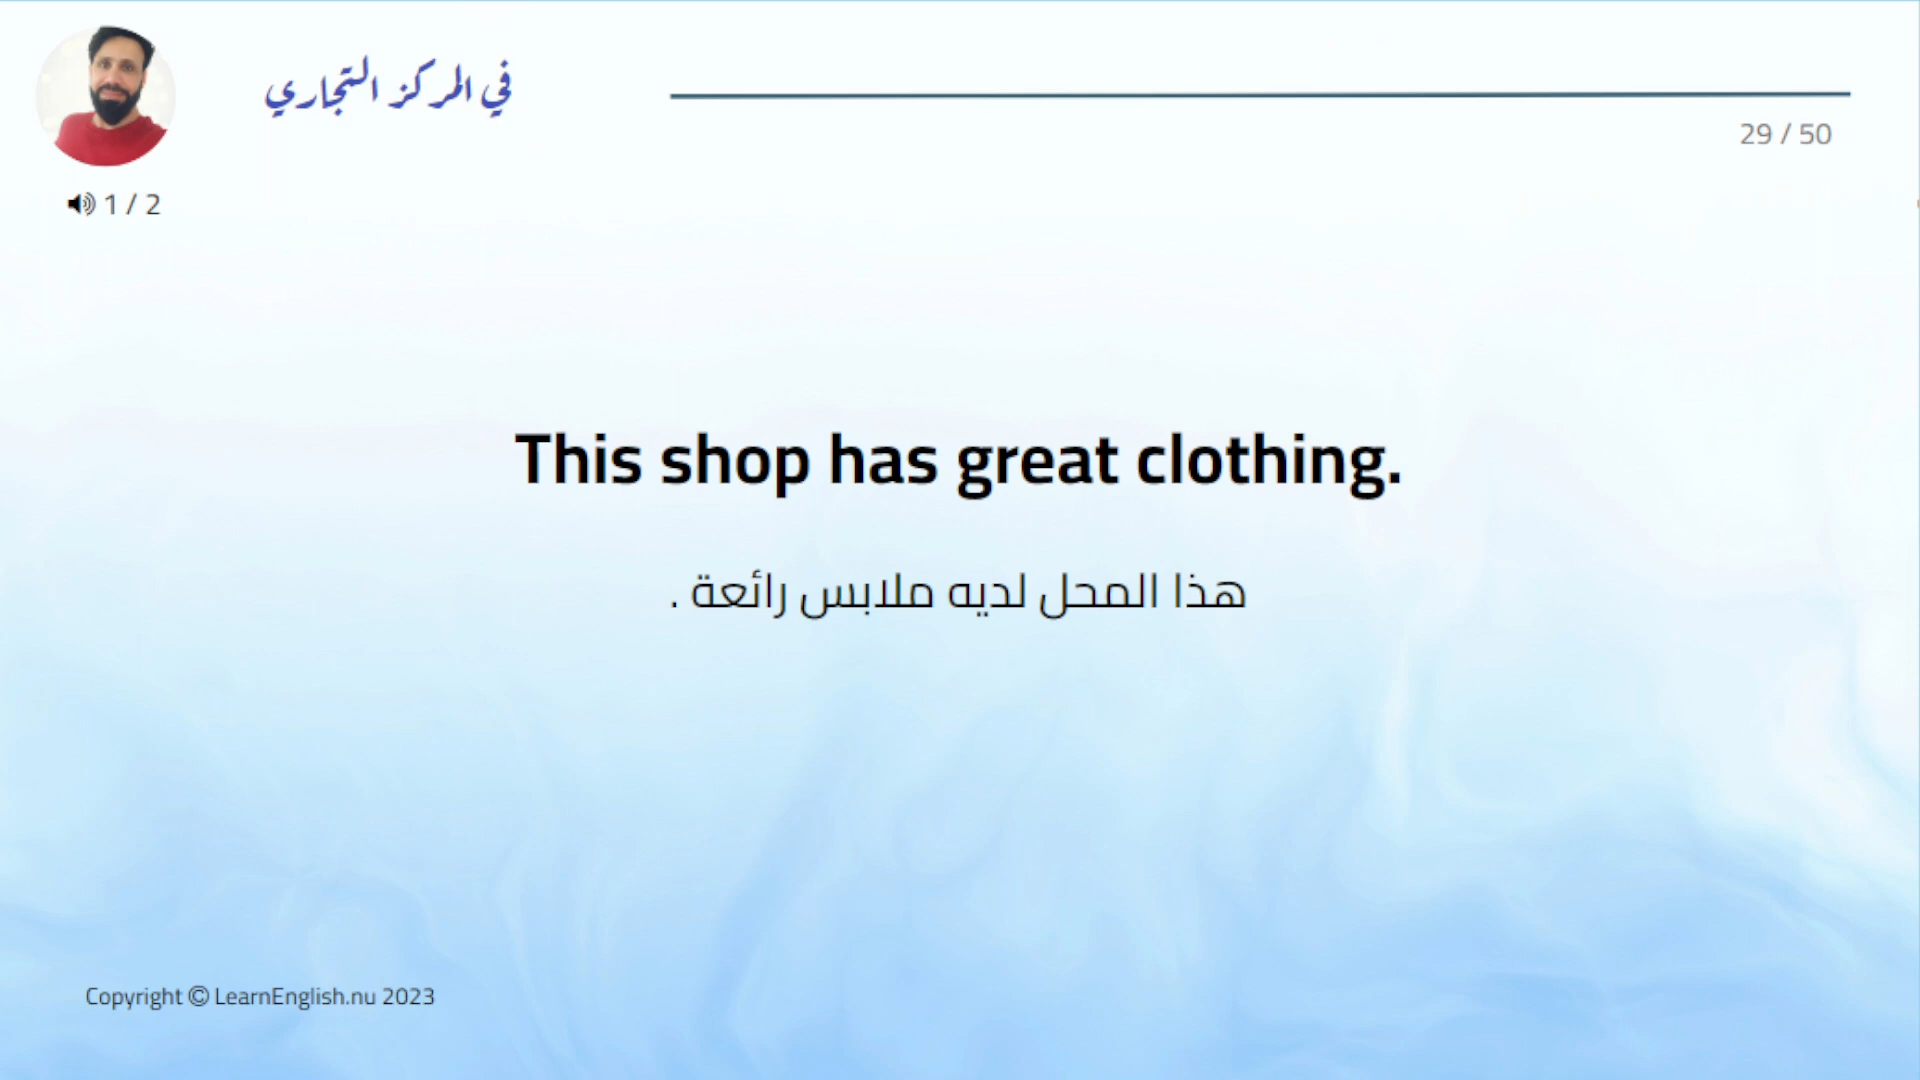 في المركز التجاري
29 / 50
1 / 2
This shop has great clothing.
هذا المحل لديه ملابس رائعة .
Copyright © LearnEnglish.nu 2023